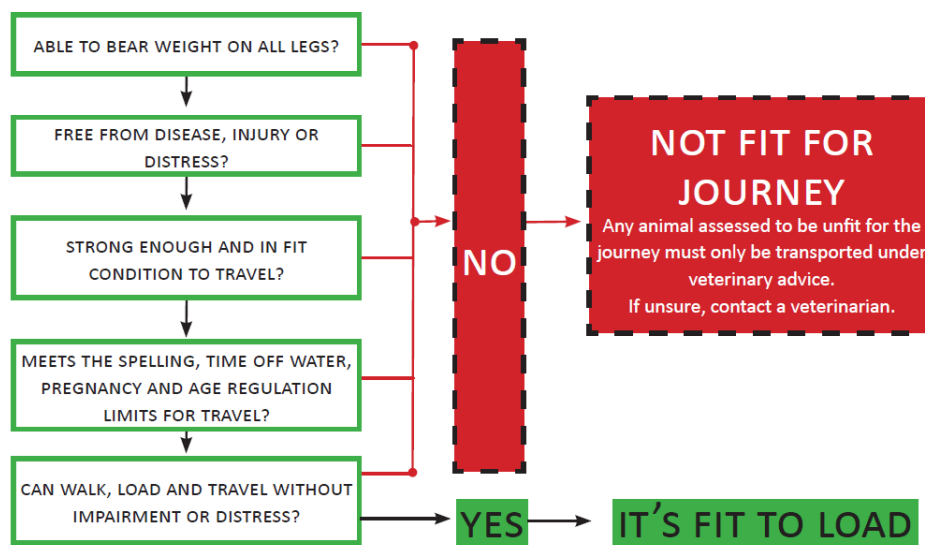 ABLE TO BEAR WEIGHT ON ALL LEGS?
FREE FROM DISEASE, INJURY OR
DISTRESS?
STRONG ENOUGH AND IN FIT
CONDITION TO TRAVEL?
MEETS THE SPELLING, TIME OFF WATER,
PREGNANCY AND AGE REGULATION
LIMITS FOR TRAVEL?
CAN WALK, LOAD AND TRAVEL WITHOUT
IMPAIRMENT OR DISTRESS?
NO
NOT FIT FOR
JOURNEY
Any animal assessed to be unfit for the
journey must only be transported under
veterinary advice.
If unsure, contact a veterinarian.
YES
IT'S FIT TO LOAD